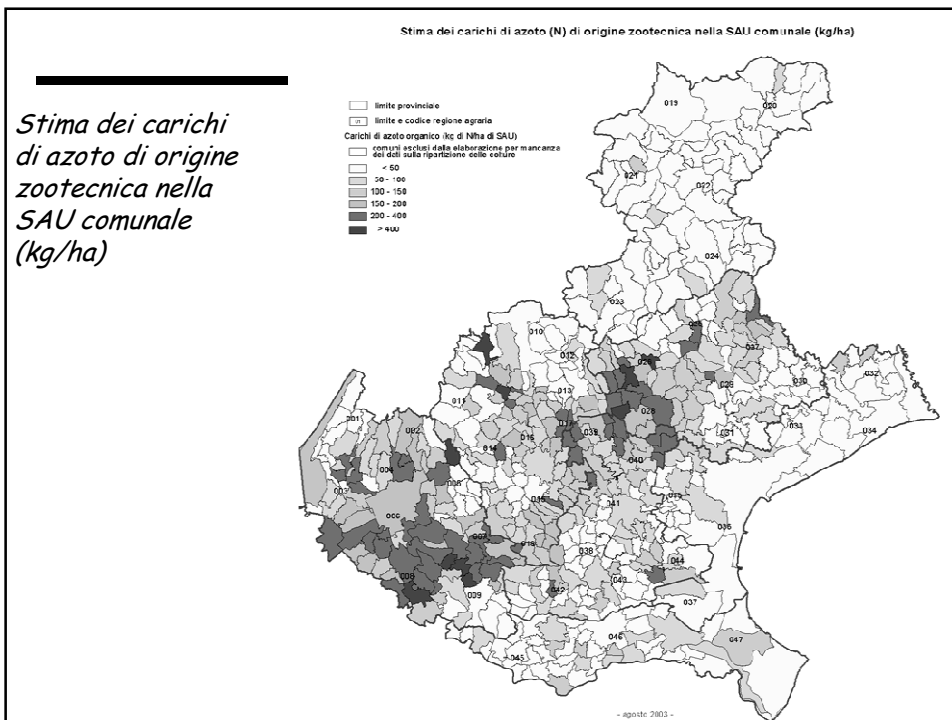 Stima dei carichi di azoto (N) di origine zootecnica nella SAU comunale (kg/ha)
Stima dei carichi
di azoto di origine
zootecnica nella
SAU comunale
(kg/ha)
limite provinciale
limite e codice regione agraria
Carichi di azoto organico (kg di N/ha di SAU)
comuni esclusi dalla elaborazione per mancanza
dei dati sulla ripartizione delle colture
< 50
50 - 100
100 - 150
150 - 200
200 - 400
> 400
019
020
021
022
024
023
010
012
026
027
029
030
032
011
013
028
033
034
031
001
002
014
015
039
040
004
006
041
035
007
038
044
008
009
042
043
037
046
047
045
- agosto 2003 -